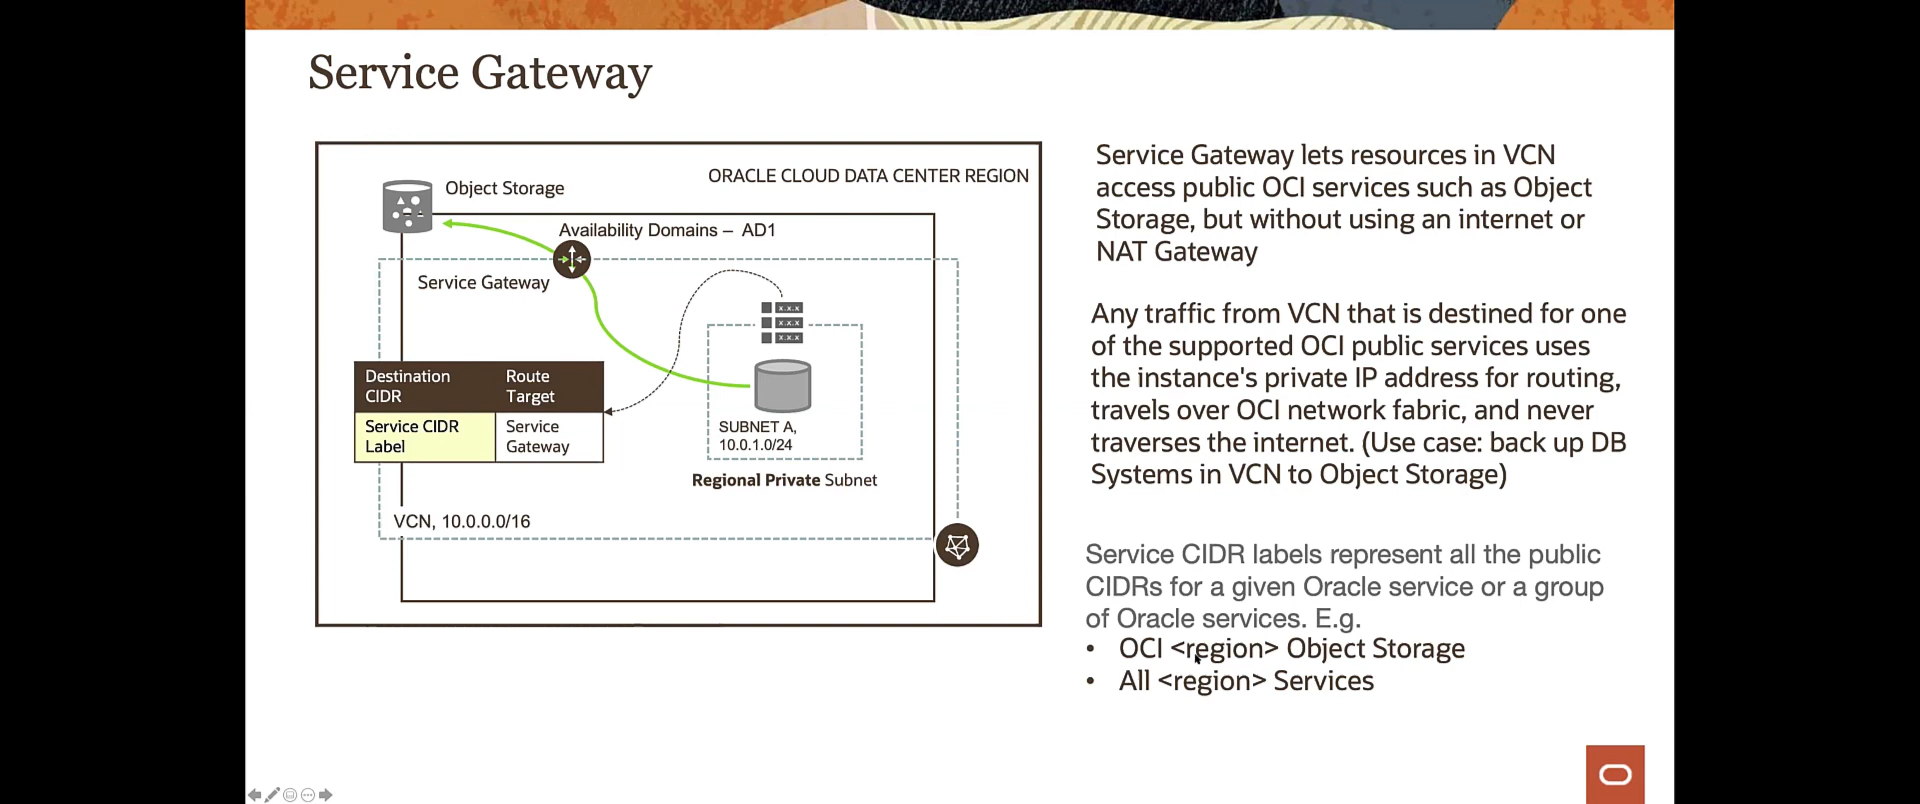 Service Gateway
ORACLE CLOUD DATA CENTER REGION
Object Storage
Availability Domains – AD1
Service Gateway
x.x.x
x.x.x
x.x.x
Destination
CIDR
Route
Target
Service CIDR
Label
Service
Gateway
SUBNET A,
10.0.1.0/24
Regional Private Subnet
VCN, 10.0.0.0/16
Service Gateway lets resources in VCN
access public OCI services such as Object
Storage, but without using an internet or
NAT Gateway
Any traffic from VCN that is destined for one
of the supported OCI public services uses
the instance's private IP address for routing,
travels over OCI network fabric, and never
traverses the internet. (Use case: back up DB
Systems in VCN to Object Storage)
Service CIDR labels represent all the public
CIDRs for a given Oracle service or a group
of Oracle services. E.g.
• OCI <region> Object Storage
• All <region> Services